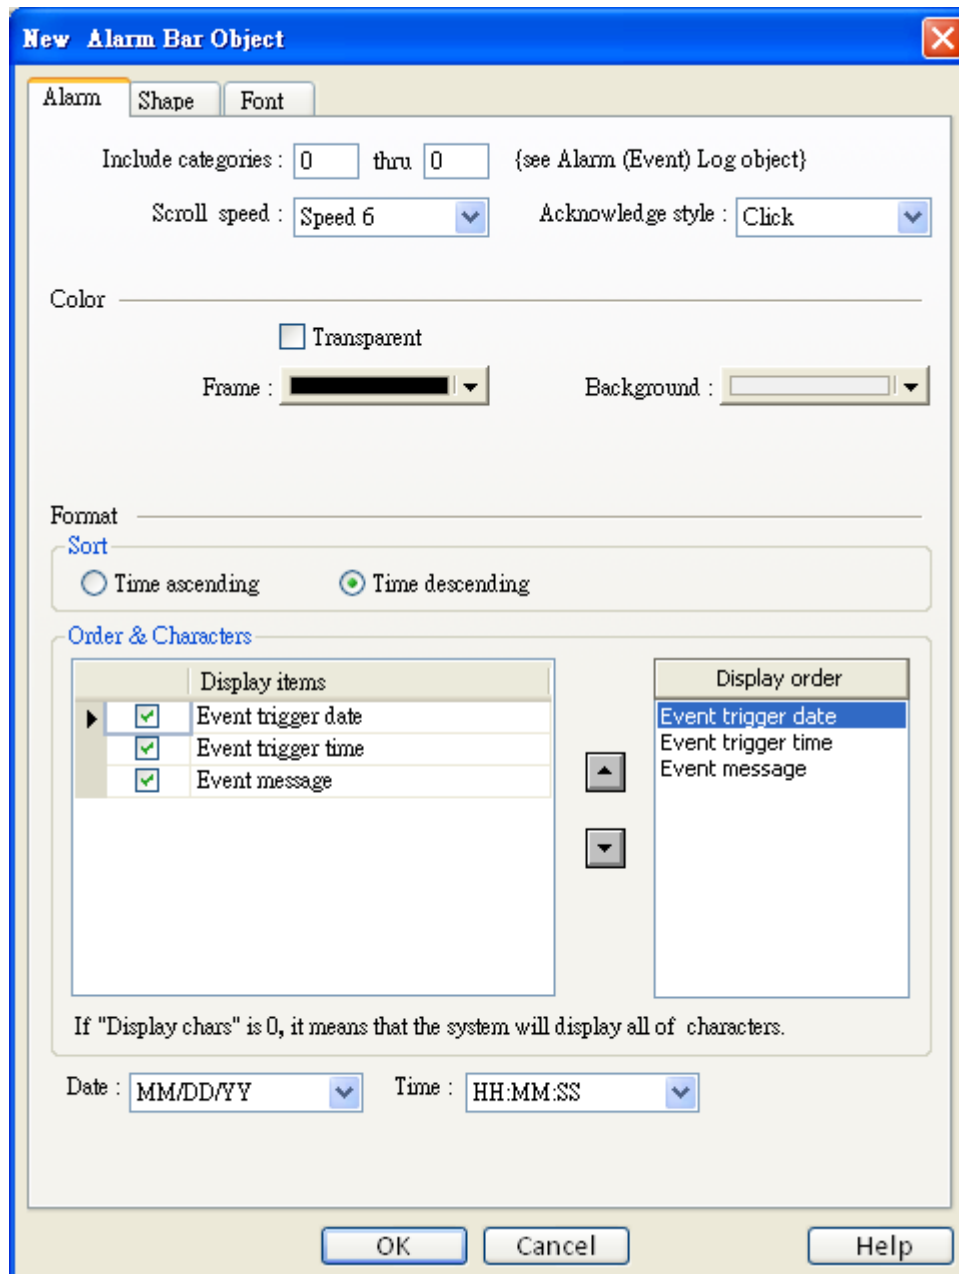 New Alarm Bar Object
Alarm Shape Font
Include categories : 0 thru 0 {see Alarm (Event) Log object}
Scroll speed : Speed 6 Acknowledge style : Click
Color
Transparent
Frame : Background :
Format
Sort
Time ascending Time descending
Order & Characters
Display items
Event trigger date
Event trigger time
Event message
Display order
Event trigger date
Event trigger time
Event message
If "Display chars" is 0, it means that the system will display all of characters.
Date : MM/DD/YY Time : HH:MM:SS
OK Cancel Help